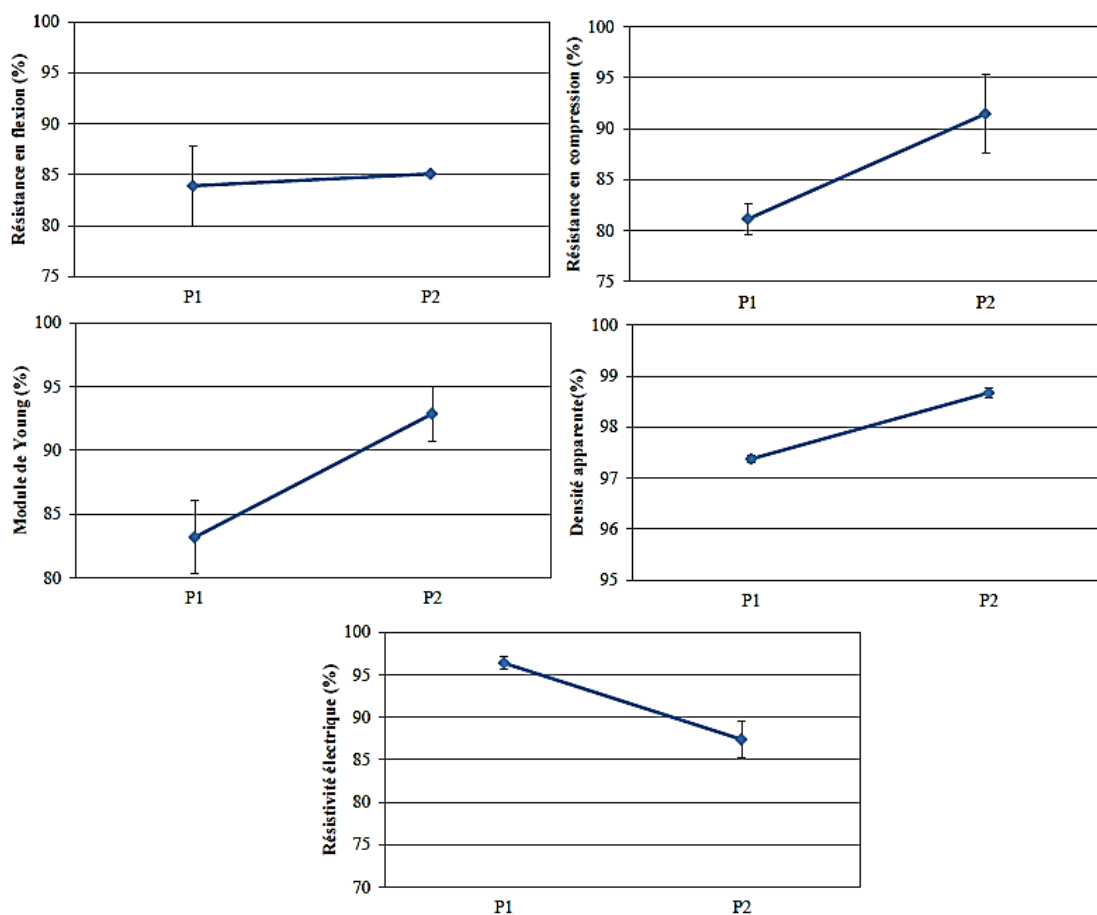 Résistance en flexion (%)
100
95
90
85
80
75
P1
P2
Résistance en compression (%)
100
95
90
85
80
75
P1
P2
Module de Young (%)
100
95
90
85
80
P1
P2
Densité apparente(%)
100
99
98
97
96
95
P1
P2
Résistivité électrique (%)
100
95
90
85
80
75
70
P1
P2